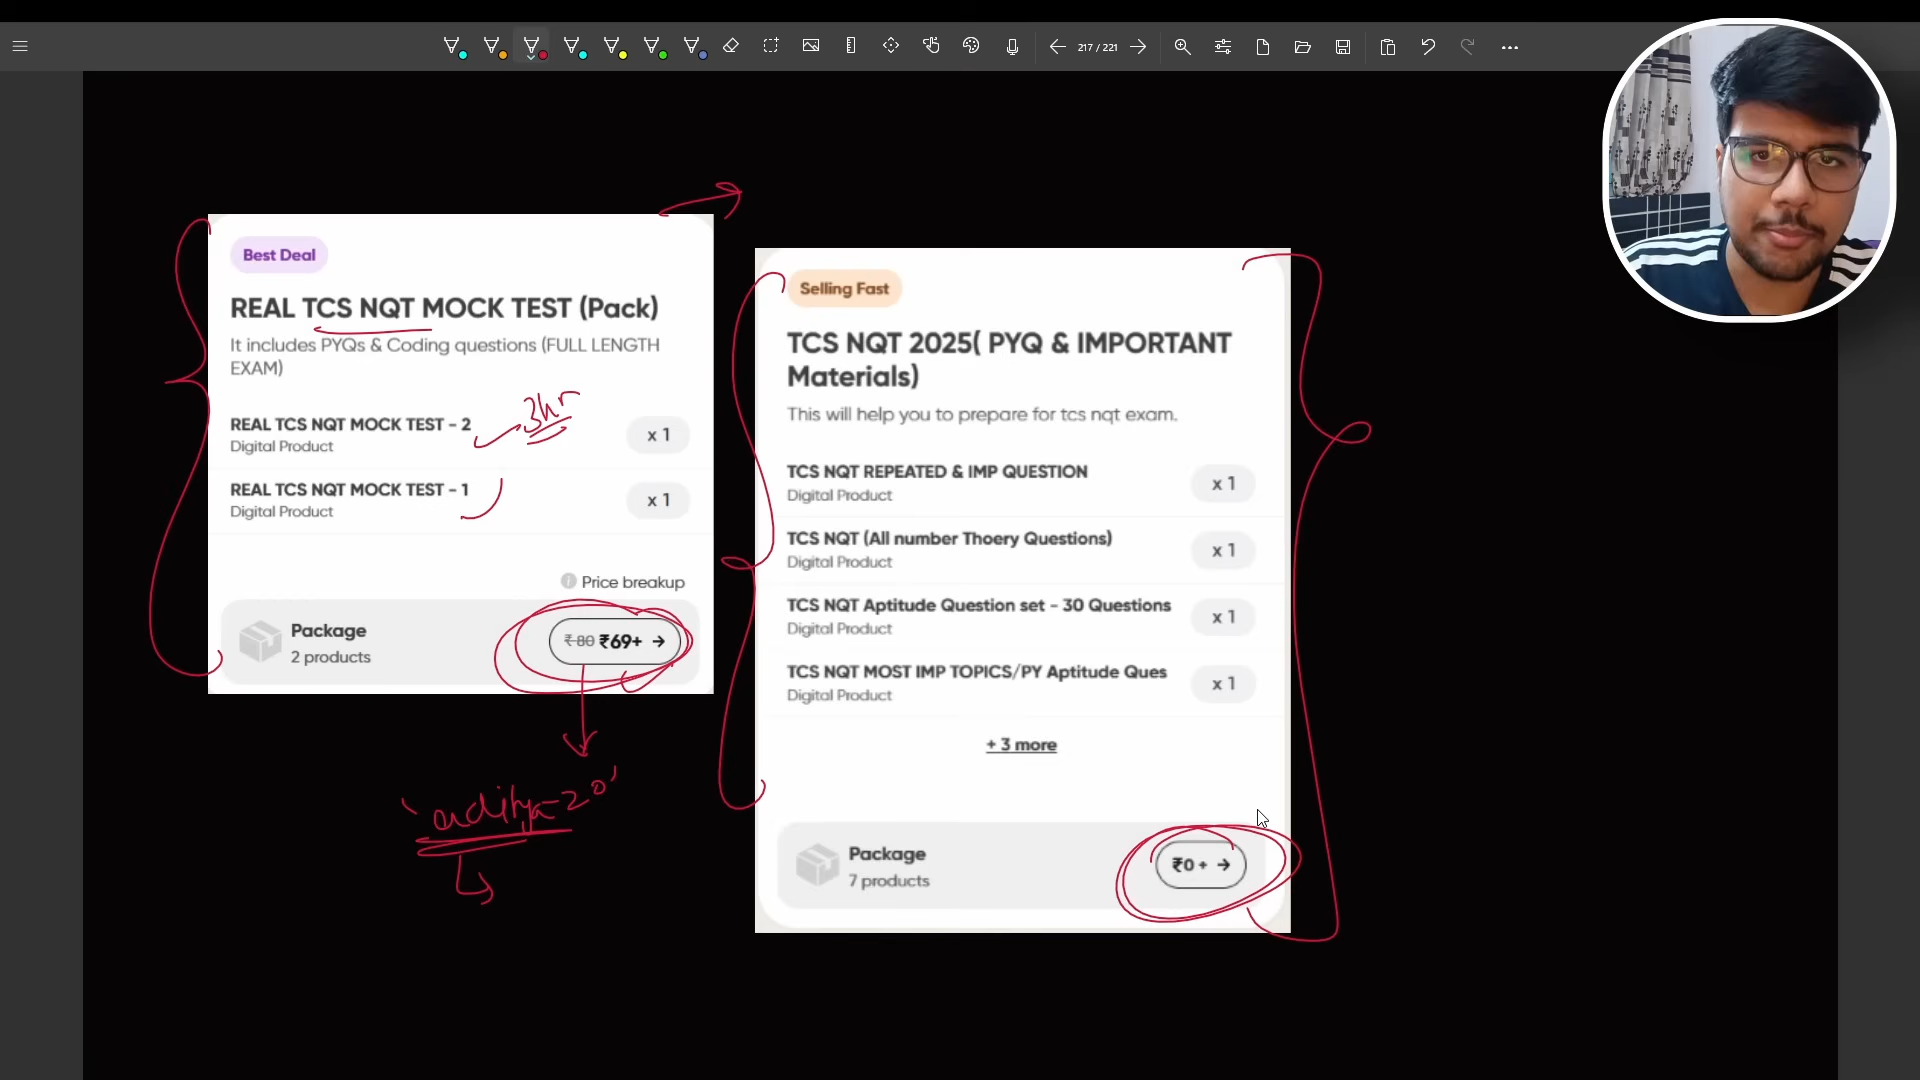 217 / 221
Best Deal
REAL TCS NQT MOCK TEST (Pack)
It includes PYQs & Coding questions (FULL LENGTH
EXAM)
REAL TCS NQT MOCK TEST - 2
Digital Product
x 1
3hr
REAL TCS NQT MOCK TEST - 1
Digital Product
x 1
Price breakup
Package
2 products
₹ 80 ₹69+ →
'aditya-20'
Selling Fast
TCS NQT 2025( PYQ & IMPORTANT
Materials)
This will help you to prepare for tcs nqt exam.
TCS NQT REPEATED & IMP QUESTION
Digital Product
x 1
TCS NQT (All number Thoery Questions)
Digital Product
x 1
TCS NQT Aptitude Question set - 30 Questions
Digital Product
x 1
TCS NQT MOST IMP TOPICS/PY Aptitude Ques
Digital Product
x 1
+ 3 more
Package
7 products
₹0 + →